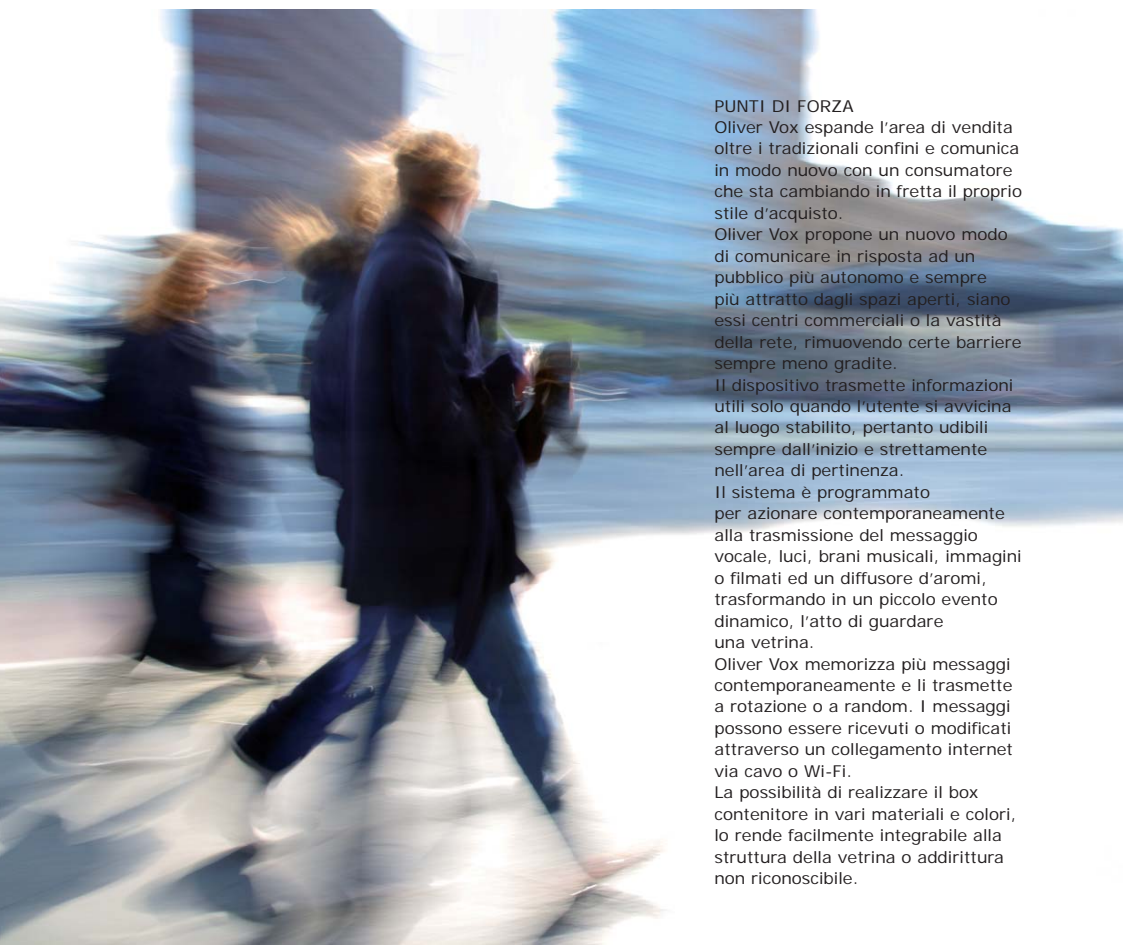 PUNTI DI FORZA
Oliver Vox espande l'area di vendita
oltre i tradizionali confini e comunica
in modo nuovo con un consumatore
che sta cambiando in fretta il proprio
stile d'acquisto.
Oliver Vox propone un nuovo modo
di comunicare in risposta ad un
pubblico più autonomo e sempre
più attratto dagli spazi aperti, siano
essi centri commerciali o la vastità
della rete, rimuovendo certe barriere
sempre meno gradite.
Il dispositivo trasmette informazioni
utili solo quando l'utente si avvicina
al luogo stabilito, pertanto udibili
sempre dall'inizio e strettamente
nell'area di pertinenza.
Il sistema è programmato
per azionare contemporaneamente
alla trasmissione del messaggio
vocale, luci, brani musicali, immagini
o filmati ed un diffusore d'aromi,
trasformando in un piccolo evento
dinamico, l'atto di guardare
una vetrina.
Oliver Vox memorizza più messaggi
contemporaneamente e li trasmette
a rotazione o a random. I messaggi
possono essere ricevuti o modificati
attraverso un collegamento internet
via cavo o Wi-Fi.
La possibilità di realizzare il box
contenitore in vari materiali e colori,
lo rende facilmente integrabile alla
struttura della vetrina o addirittura
non riconoscibile.